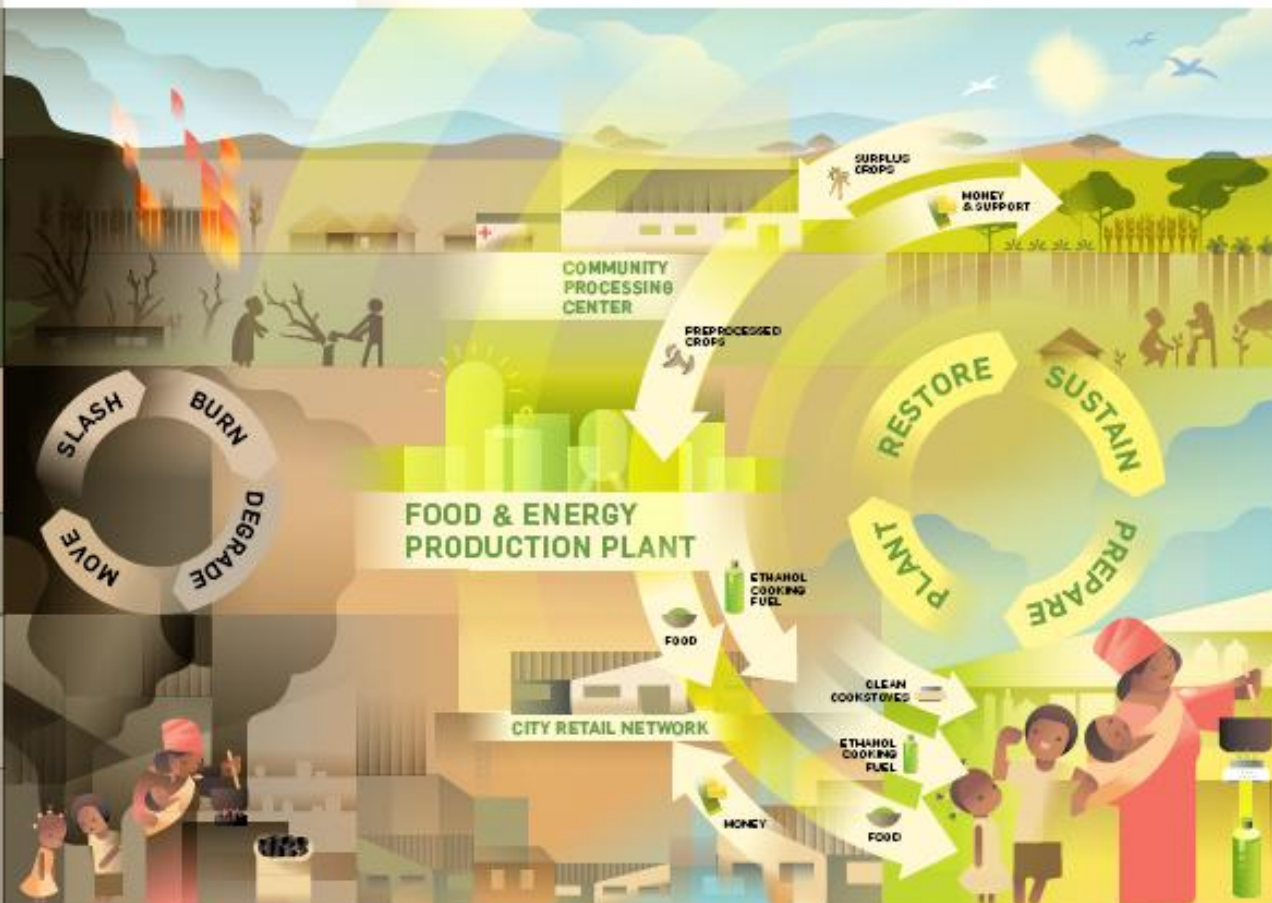 SURPLUS
CROPS
MONEY
& SUPPORT
COMMUNITY
PROCESSING
CENTER
PREPROCESSED
CROPS
SLASH
BURN
DEGRADE
MOVE
RESTORE
SUSTAIN
PREPARE
PLANT
FOOD & ENERGY
PRODUCTION PLANT
ETHANOL
COOKING
FUEL
FOOD
CITY RETAIL NETWORK
CLEAN
COOKSTOVES
ETHANOL
COOKING
FUEL
MONEY
FOOD